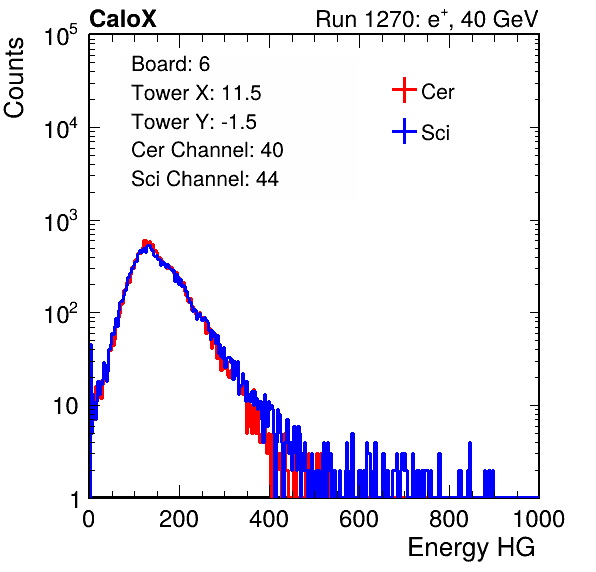 CaloX Run 1270: e⁺, 40 GeV
Counts
10⁵
10⁴
10³
10²
10
1
Board: 6
Tower X: 11.5
Tower Y: -1.5
Cer Channel: 40
Sci Channel: 44
Cer
Sci
0 200 400 600 800 1000
Energy HG